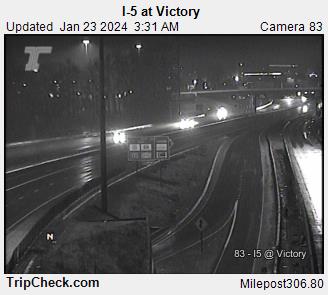 I-5 at Victory
Updated Jan 23 2024 3:31 AM Camera 83
N
83 - I5 @ Victory
TripCheck.com Milepost306.80